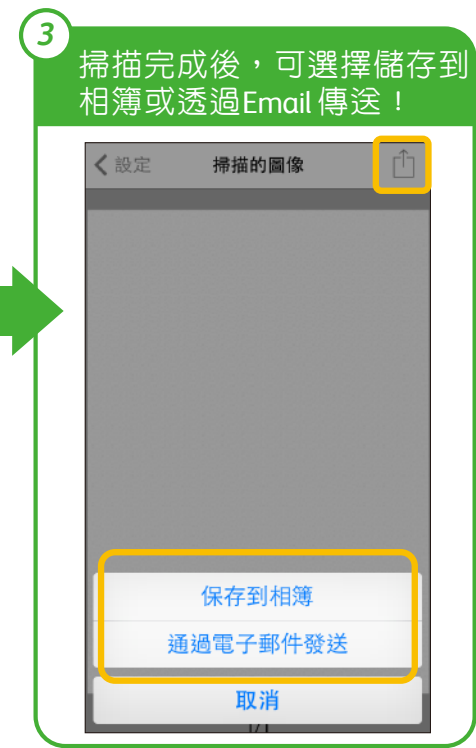 3
掃描完成後，可選擇儲存到
相簿或透過Email 傳送！
設定 掃描的圖像
保存到相簿
通過電子郵件發送
取消
1/1